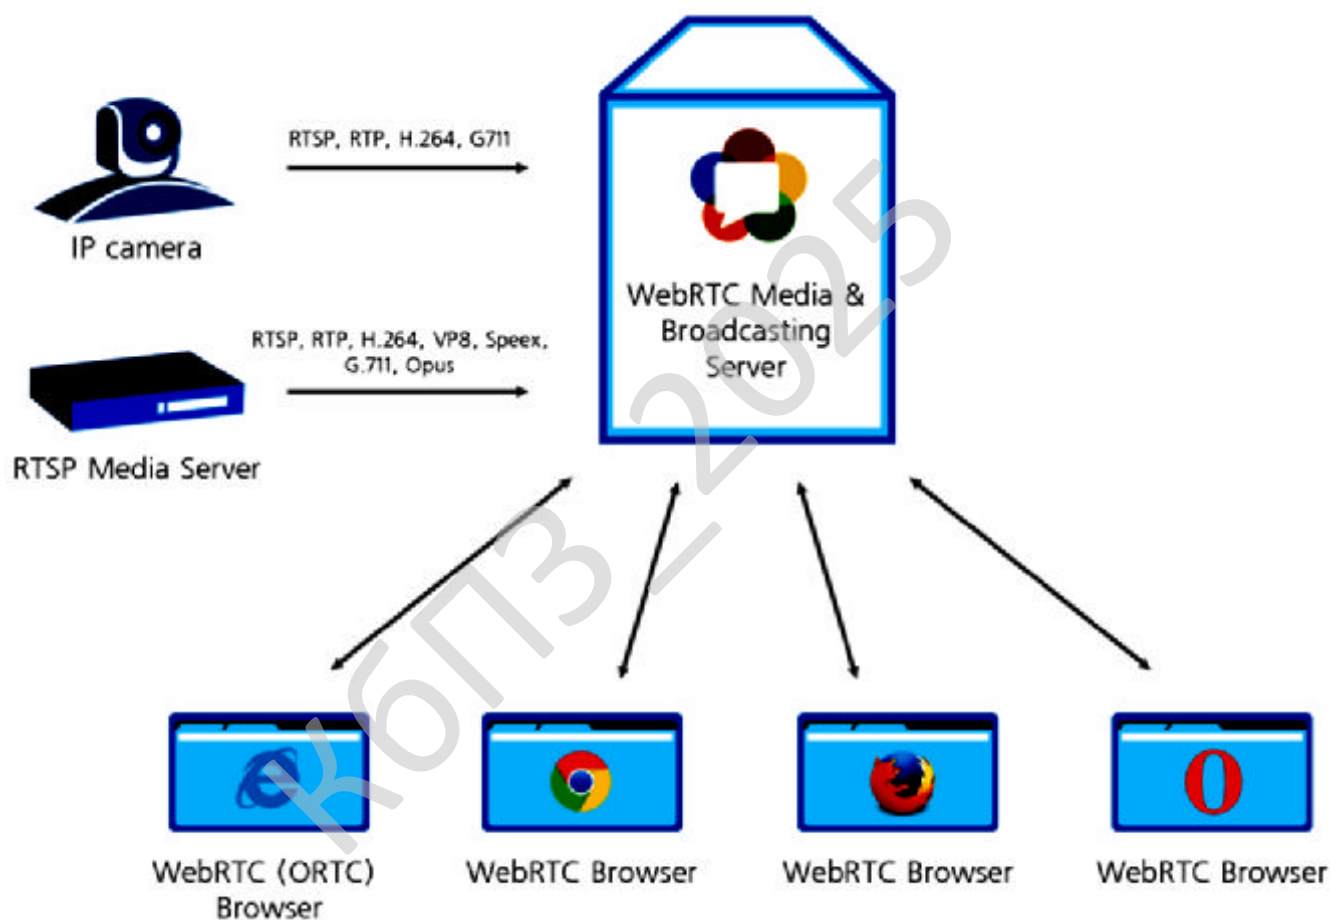 RTSP, RTP, H.264, G711
IP camera
WebRTC Media &
Broadcasting
Server
RTSP, RTP, H.264, VP8, Speex,
G.711, Opus
RTSP Media Server
WebRTC (ORTC)
Browser
WebRTC Browser
WebRTC Browser
WebRTC Browser
КбПЗ_2025